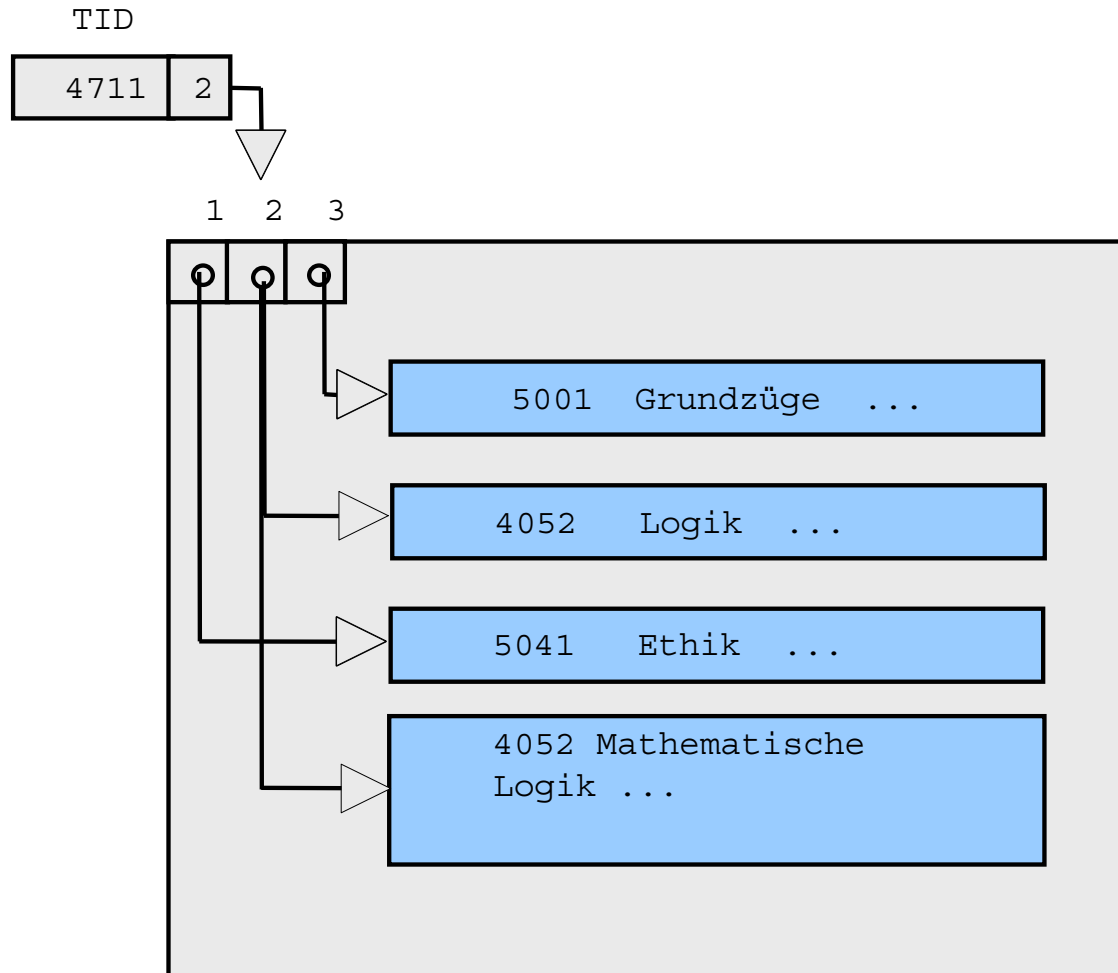 TID
4711 2
1 2 3
5001 Grundzüge ...
4052 Logik ...
5041 Ethik ...
4052 Mathematische
Logik ...